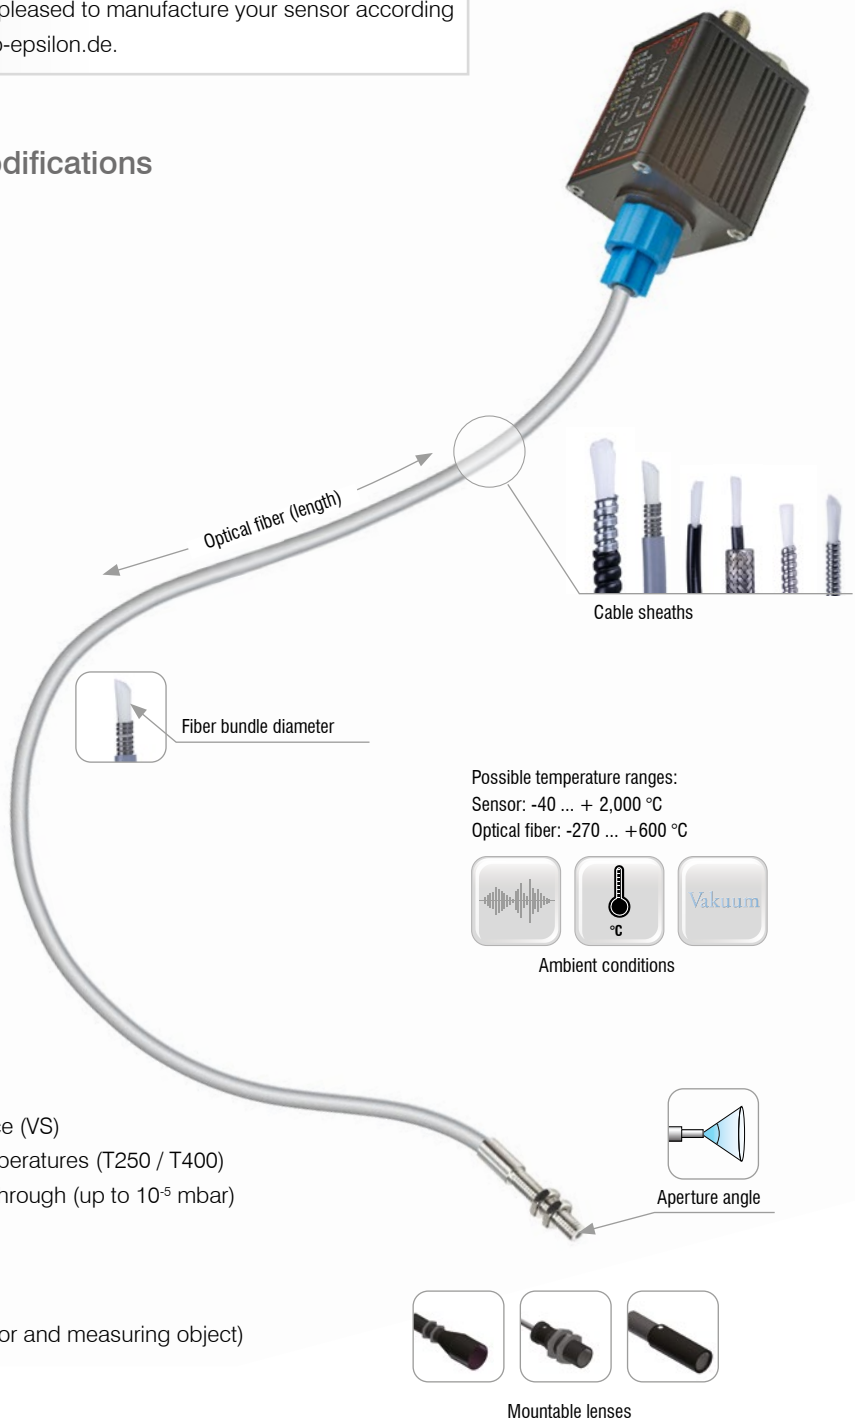 pleased to manufacture your sensor according
-epsilon.de.
odifications
Optical fiber (length)
Cable sheaths
Fiber bundle diameter
Possible temperature ranges:
Sensor: -40 ... + 2,000 °C
Optical fiber: -270 ... +600 °C
°C
Vakuum
Ambient conditions
ce (VS)
peratures (T250 / T400)
hrough (up to 10⁻⁵ mbar)
Aperture angle
or and measuring object)
Mountable lenses